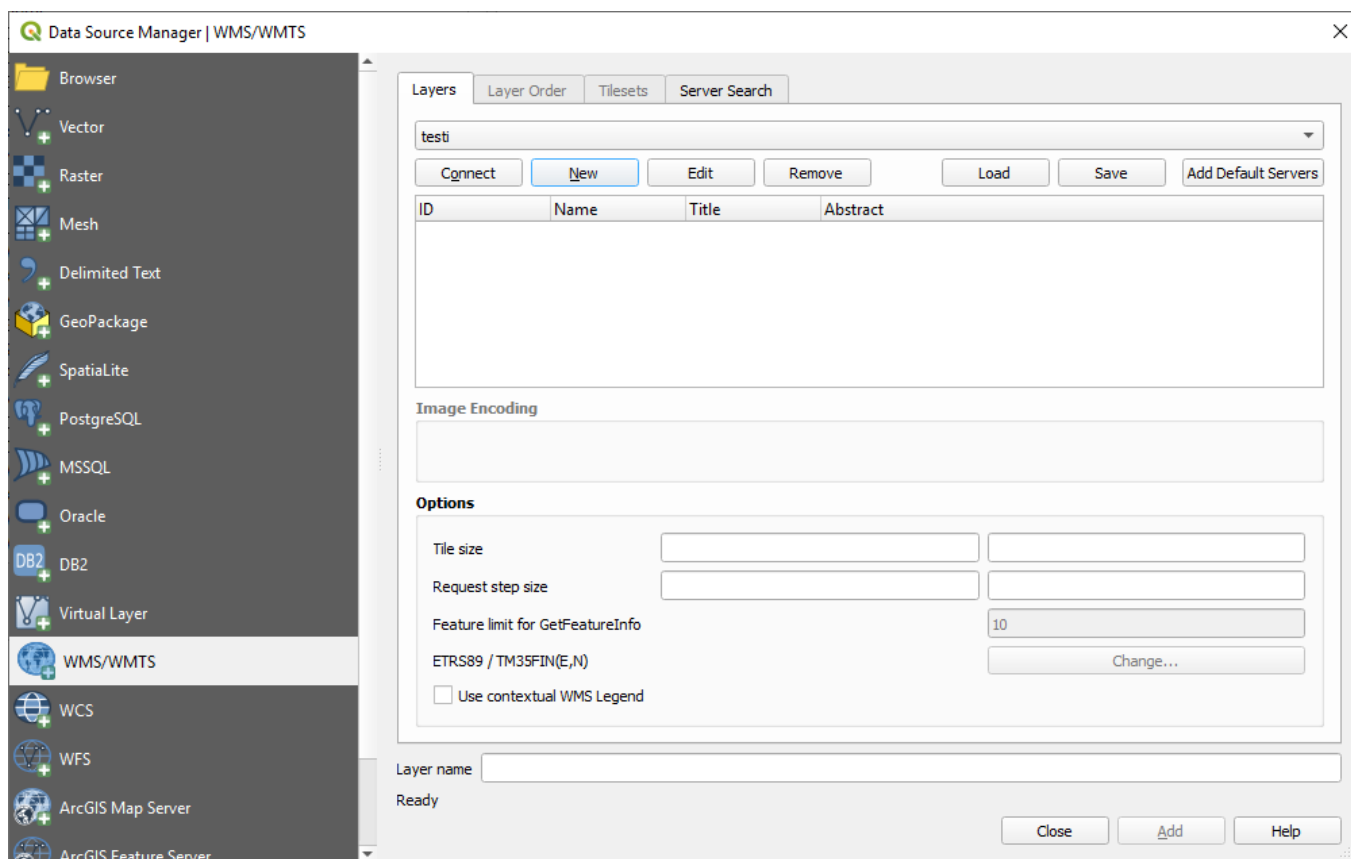 Data Source Manager | WMS/WMTS
Browser
Vector
Raster
Mesh
Delimited Text
GeoPackage
SpatiaLite
PostgreSQL
MSSQL
Oracle
DB2 DB2
Virtual Layer
WMS/WMTS
WCS
WFS
ArcGIS Map Server
ArcGIS Feature Server
Layers Layer Order Tilesets Server Search
testi
Connect New Edit Remove Load Save Add Default Servers
ID Name Title Abstract
Image Encoding
Options
Tile size
Request step size
Feature limit for GetFeatureInfo 10
ETRS89 / TM35FIN(E,N) Change...
Use contextual WMS Legend
Layer name
Ready
Close Add Help